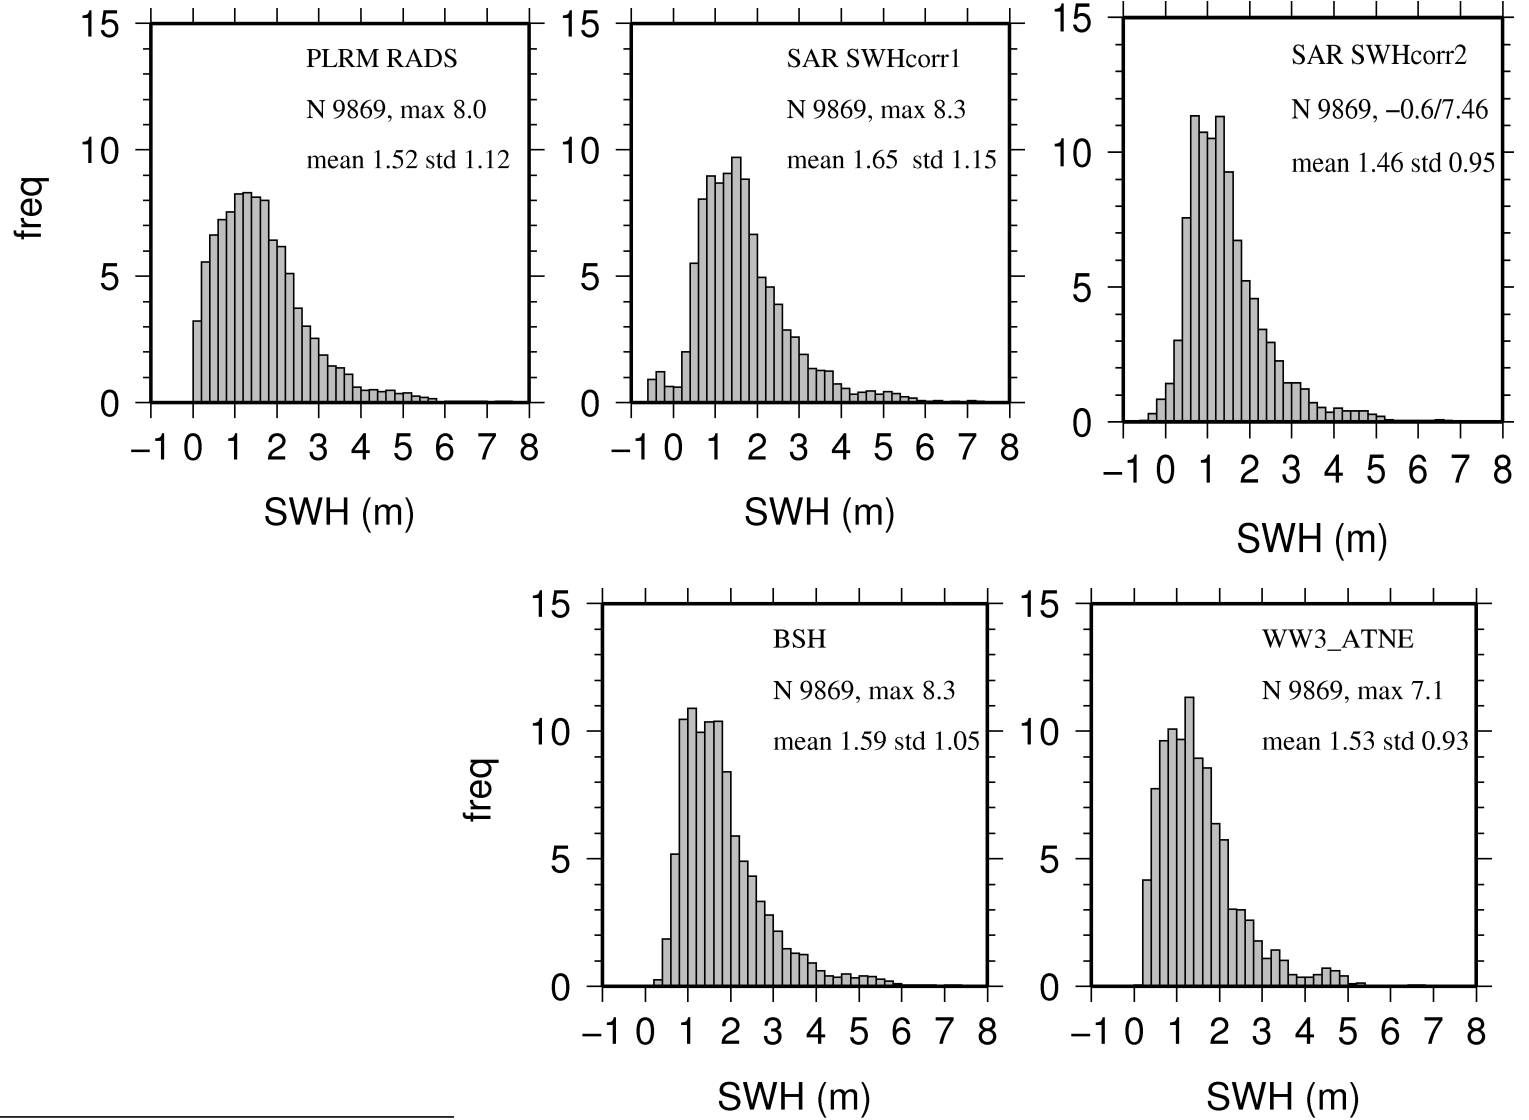 15
10
5
0
freq
PLRM RADS
N 9869, max 8.0
mean 1.52 std 1.12
−1 0 1 2 3 4 5 6 7 8
SWH (m)
15
10
5
0
SAR SWHcorr1
N 9869, max 8.3
mean 1.65 std 1.15
−1 0 1 2 3 4 5 6 7 8
SWH (m)
15
10
5
0
SAR SWHcorr2
N 9869, −0.6/7.46
mean 1.46 std 0.95
−1 0 1 2 3 4 5 6 7 8
SWH (m)
15
10
5
0
freq
BSH
N 9869, max 8.3
mean 1.59 std 1.05
−1 0 1 2 3 4 5 6 7 8
SWH (m)
15
10
5
0
WW3_ATNE
N 9869, max 7.1
mean 1.53 std 0.93
−1 0 1 2 3 4 5 6 7 8
SWH (m)